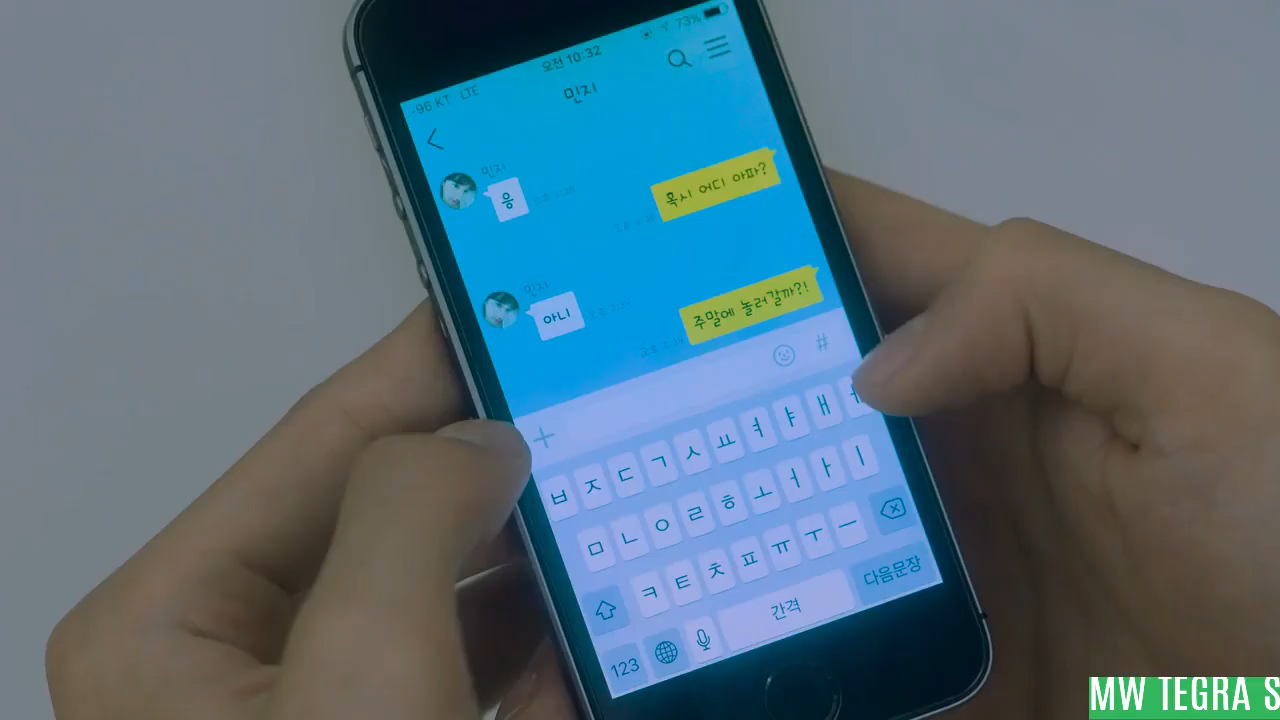 오전 10:32
73%
-96 KT LTE
민지
민지
응
혹시 어디 아파?
민지
아니
주말에 놀러갈까?!
#
ㅂ ㅈ ㄷ ㄱ ㅅ ㅛ ㅕ ㅑ ㅐ
ㅁ ㄴ ㅇ ㄹ ㅎ ㅗ ㅓ ㅏ ㅣ
ㅋ ㅌ ㅊ ㅍ ㅠ ㅜ ㅡ
123
간격
다음문장
MW TEGRA S